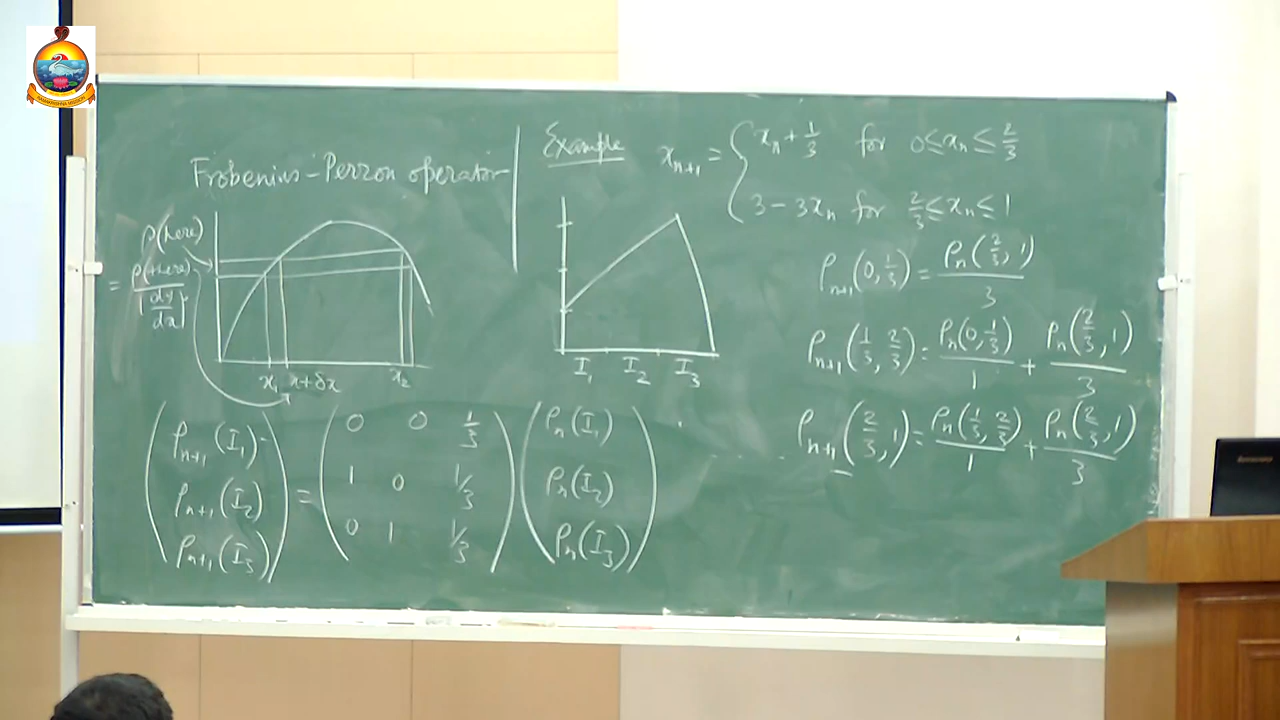 Frobenius-Perron operator
ρ(here)
= ρ(there) / |dy/dx|
x₁ x+δx x₂
Example
xₙ₊₁ = { xₙ + 1/3 for 0 ≤ xₙ ≤ 2/3
3 - 3xₙ for 2/3 ≤ xₙ ≤ 1
I₁ I₂ I₃
ρₙ₊₁(0, 1/3) = ρₙ(2/3, 1) / 3
ρₙ₊₁(1/3, 2/3) = ρₙ(0, 1/3) / 1 + ρₙ(2/3, 1) / 3
ρₙ₊₁(2/3, 1) = ρₙ(1/3, 2/3) / 1 + ρₙ(2/3, 1) / 3
( ρₙ₊₁(I₁) ) ( 0 0 1/3 ) ( ρₙ(I₁) )
( ρₙ₊₁(I₂) ) = ( 1 0 1/3 ) ( ρₙ(I₂) )
( ρₙ₊₁(I₃) ) ( 0 1 1/3 ) ( ρₙ(I₃) )
RAMAKRISHNA MISSION
lenovo